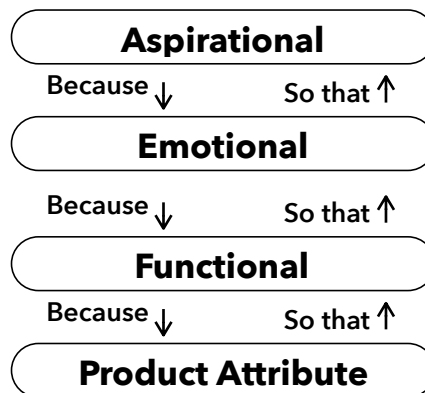 Aspirational
Because ↓ So that ↑
Emotional
Because ↓ So that ↑
Functional
Because ↓ So that ↑
Product Attribute